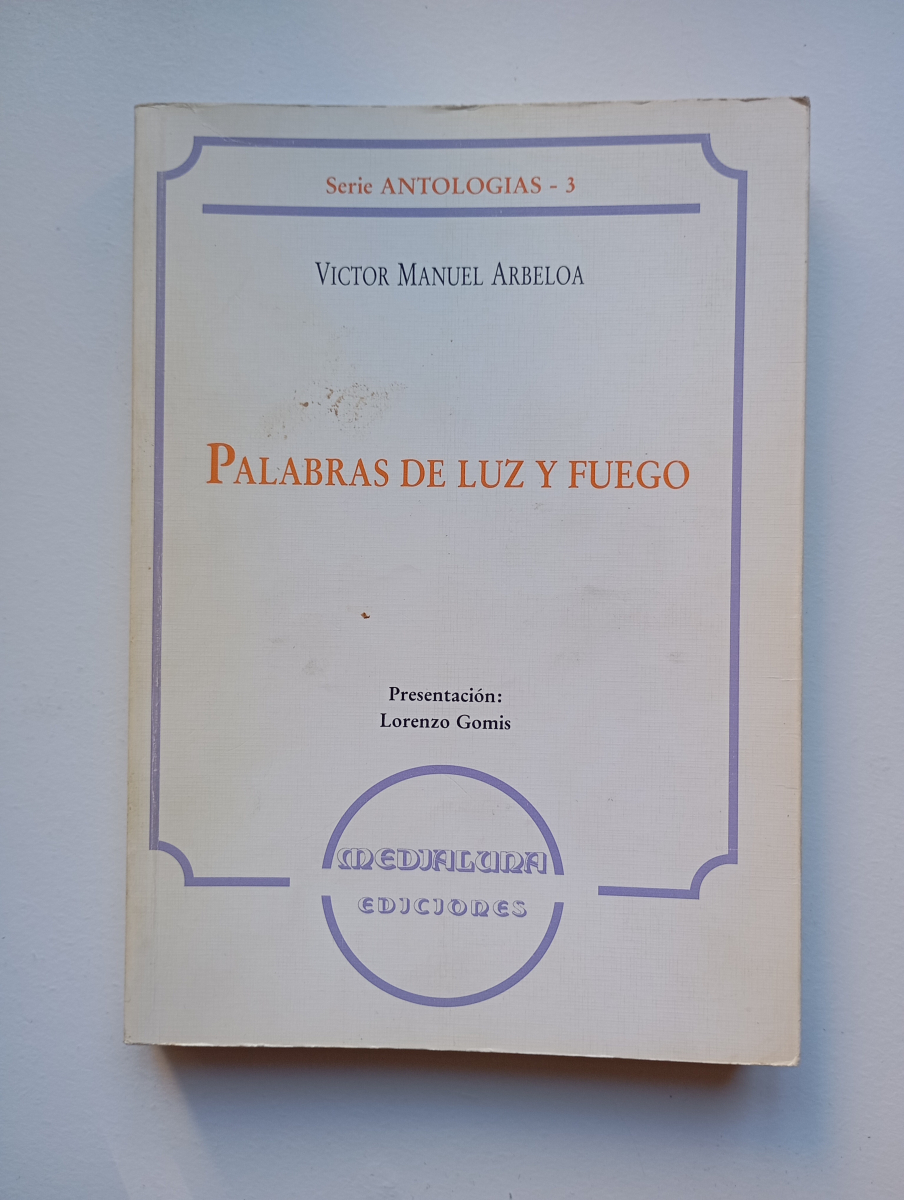 Serie ANTOLOGIAS - 3
VICTOR MANUEL ARBELOA
PALABRAS DE LUZ Y FUEGO
Presentación:
Lorenzo Gomis
MEDIALUNA
EDICIONES